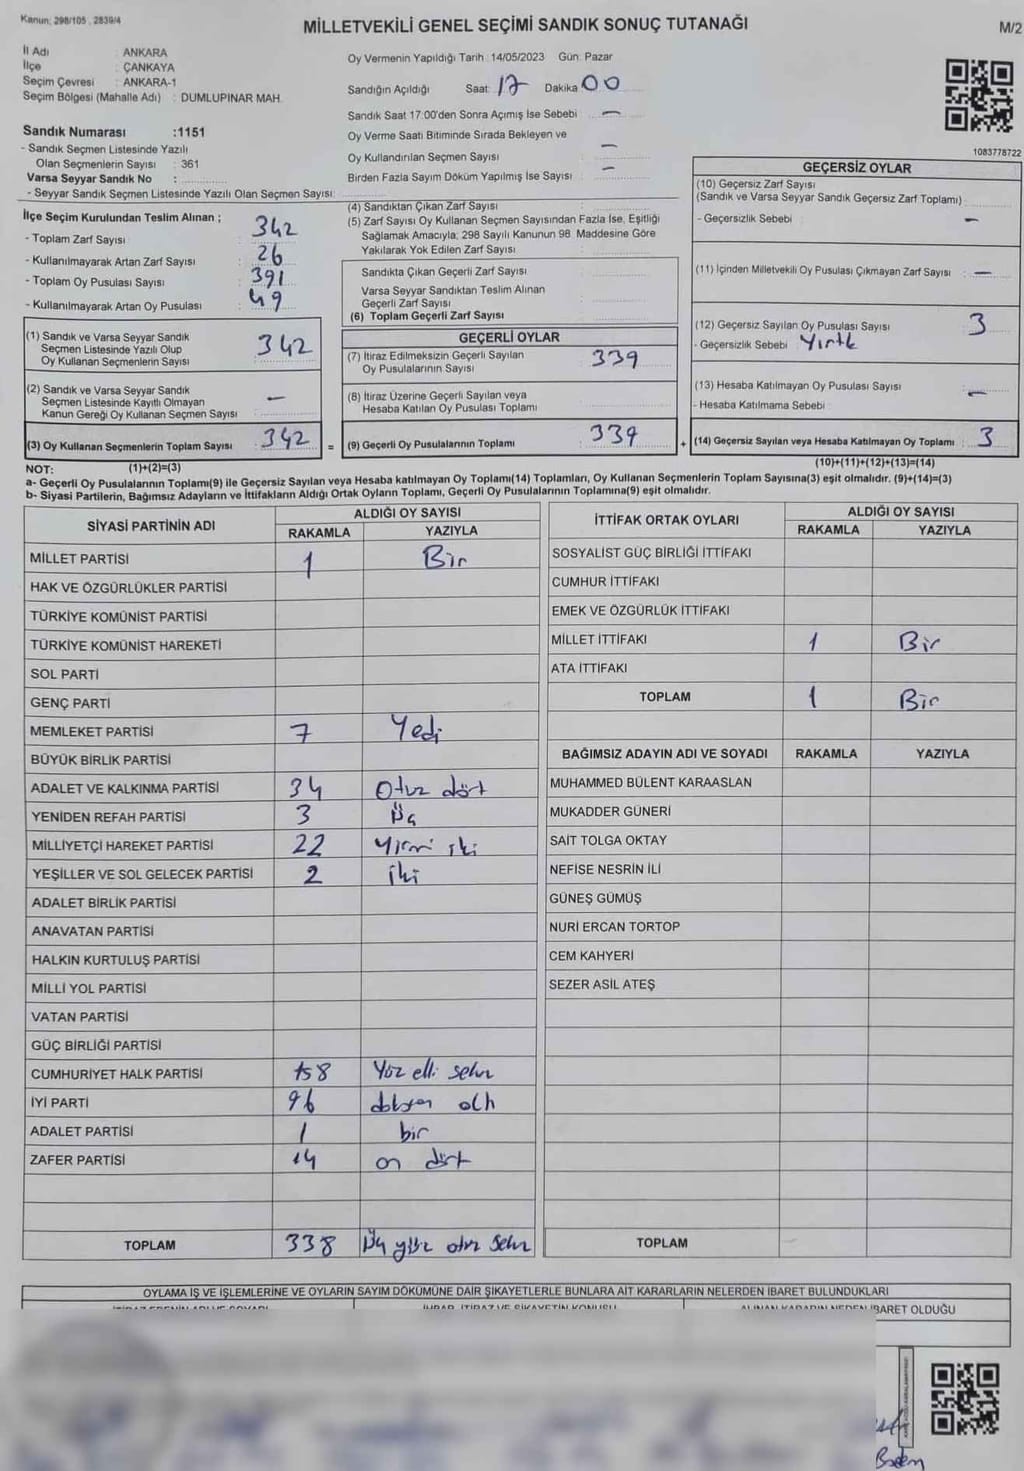 Kanun; 298/105 , 2839/4
MİLLETVEKİLİ GENEL SEÇİMİ SANDIK SONUÇ TUTANAĞI
M/2
İl Adı : ANKARA
İlçe : ÇANKAYA
Seçim Çevresi : ANKARA-1
Seçim Bölgesi (Mahalle Adı) : DUMLUPINAR MAH.
Sandık Numarası :1151
- Sandık Seçmen Listesinde Yazılı
Olan Seçmenlerin Sayısı : 361
Varsa Seyyar Sandık No :
- Seyyar Sandık Seçmen Listesinde Yazılı Olan Seçmen Sayısı:
Oy Vermenin Yapıldığı Tarih : 14/05/2023 Gün: Pazar
Sandığın Açıldığı Saat: 17 Dakika 00
Sandık Saat 17:00'den Sonra Açımış İse Sebebi : —
Oy Verme Saati Bitiminde Sırada Bekleyen ve
Oy Kullandırılan Seçmen Sayısı : —
Birden Fazla Sayım Döküm Yapılmış İse Sayısı : —
1083778722
İlçe Seçim Kurulundan Teslim Alınan ;
- Toplam Zarf Sayısı : 342
- Kullanılmayarak Artan Zarf Sayısı : 26
- Toplam Oy Pusulası Sayısı : 391
- Kullanılmayarak Artan Oy Pusulası : 49
(4) Sandıktan Çıkan Zarf Sayısı :
(5) Zarf Sayısı Oy Kullanan Seçmen Sayısından Fazla İse, Eşitliği
Sağlamak Amacıyla; 298 Sayılı Kanunun 98. Maddesine Göre
Yakılarak Yok Edilen Zarf Sayısı :
Sandıkta Çıkan Geçerli Zarf Sayısı :
Varsa Seyyar Sandıktan Teslim Alınan
Geçerli Zarf Sayısı :
(6) Toplam Geçerli Zarf Sayısı :
GEÇERSİZ OYLAR
(10) Geçersiz Zarf Sayısı
(Sandık ve Varsa Seyyar Sandık Geçersiz Zarf Toplamı) :
- Geçersizlik Sebebi : —
(11) İçinden Milletvekili Oy Pusulası Çıkmayan Zarf Sayısı : —
(12) Geçersiz Sayılan Oy Pusulası Sayısı : 3
- Geçersizlik Sebebi : Yırtık
(13) Hesaba Katılmayan Oy Pusulası Sayısı : —
- Hesaba Katılmama Sebebi :
(14) Geçersiz Sayılan veya Hesaba Katılmayan Oy Toplamı : 3
(10)+(11)+(12)+(13)=(14)
(1) Sandık ve Varsa Seyyar Sandık
Seçmen Listesinde Yazılı Olup
Oy Kullanan Seçmenlerin Sayısı : 342
(2) Sandık ve Varsa Seyyar Sandık
Seçmen Listesinde Kayıtlı Olmayan
Kanun Gereği Oy Kullanan Seçmen Sayısı : —
(3) Oy Kullanan Seçmenlerin Toplam Sayısı : 342 =
(1)+(2)=(3)
GEÇERLİ OYLAR
(7) İtiraz Edilmeksizin Geçerli Sayılan
Oy Pusulalarının Sayısı : 339
(8) İtiraz Üzerine Geçerli Sayılan veya
Hesaba Katılan Oy Pusulası Toplamı :
(9) Geçerli Oy Pusulalarının Toplamı : 339 +
NOT:
a- Geçerli Oy Pusulalarının Toplamı(9) ile Geçersiz Sayılan veya Hesaba katılmayan Oy Toplamı(14) Toplamları, Oy Kullanan Seçmenlerin Toplam Sayısına(3) eşit olmalıdır. (9)+(14)=(3)
b- Siyasi Partilerin, Bağımsız Adayların ve İttifakların Aldığı Ortak Oyların Toplamı, Geçerli Oy Pusulalarının Toplamına(9) eşit olmalıdır.
SİYASİ PARTİNİN ADI
ALDIĞI OY SAYISI
RAKAMLA YAZIYLA
MİLLET PARTİSİ 1 Bir
HAK VE ÖZGÜRLÜKLER PARTİSİ
TÜRKİYE KOMÜNİST PARTİSİ
TÜRKİYE KOMÜNİST HAREKETİ
SOL PARTİ
GENÇ PARTİ
MEMLEKET PARTİSİ 7 Yedi
BÜYÜK BİRLİK PARTİSİ
ADALET VE KALKINMA PARTİSİ 34 Otuz dört
YENİDEN REFAH PARTİSİ 3 Üç
MİLLİYETÇİ HAREKET PARTİSİ 22 Yirmi iki
YEŞİLLER VE SOL GELECEK PARTİSİ 2 İki
ADALET BİRLİK PARTİSİ
ANAVATAN PARTİSİ
HALKIN KURTULUŞ PARTİSİ
MİLLİ YOL PARTİSİ
VATAN PARTİSİ
GÜÇ BİRLİĞİ PARTİSİ
CUMHURİYET HALK PARTİSİ 158 Yüz elli sekiz
İYİ PARTİ 96 doksan altı
ADALET PARTİSİ 1 bir
ZAFER PARTİSİ 14 on dört
TOPLAM 338 Üç yüz otuz sekiz
İTTİFAK ORTAK OYLARI
ALDIĞI OY SAYISI
RAKAMLA YAZIYLA
SOSYALİST GÜÇ BİRLİĞİ İTTİFAKI
CUMHUR İTTİFAKI
EMEK VE ÖZGÜRLÜK İTTİFAKI
MİLLET İTTİFAKI 1 Bir
ATA İTTİFAKI
TOPLAM 1 Bir
BAĞIMSIZ ADAYIN ADI VE SOYADI RAKAMLA YAZIYLA
MUHAMMED BÜLENT KARAASLAN
MUKADDER GÜNERİ
SAİT TOLGA OKTAY
NEFİSE NESRİN İLİ
GÜNEŞ GÜMÜŞ
NURİ ERCAN TORTOP
CEM KAHYERİ
SEZER ASİL ATEŞ
TOPLAM
OYLAMA İŞ VE İŞLEMLERİNE VE OYLARIN SAYIM DÖKÜMÜNE DAİR ŞİKAYETLERLE BUNLARA AİT KARARLARIN NELERDEN İBARET BULUNDUKLARI
İHBAR, İTİRAZ VE ŞİKAYETİN KONUSU
ALINAN KARARIN NEDEN İBARET OLDUĞU